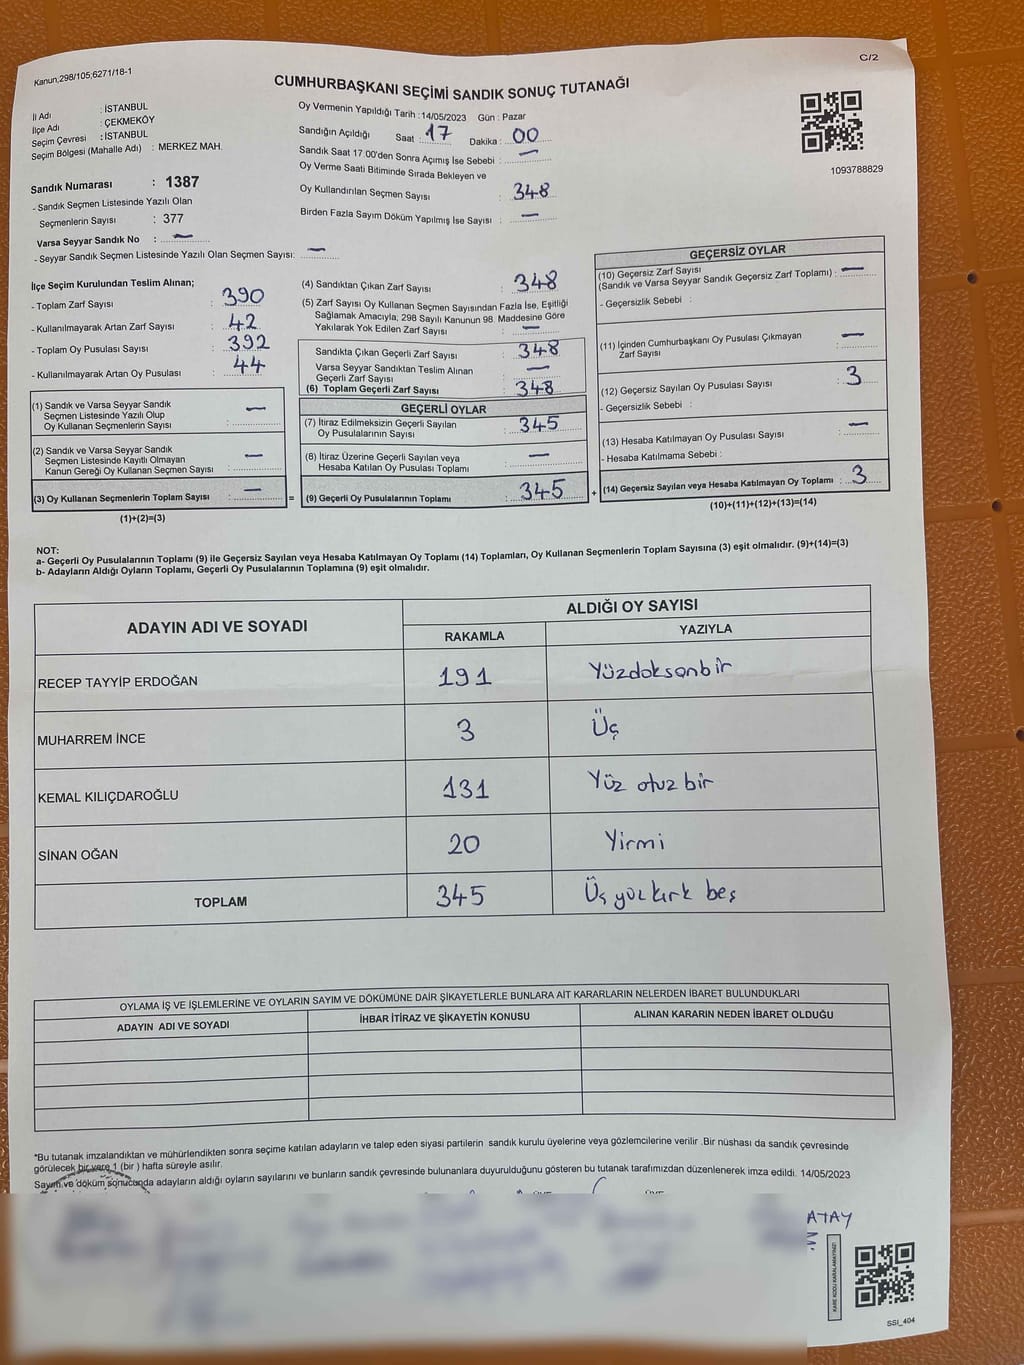 Kanun;298/105;6271/18-1
C/2
CUMHURBAŞKANI SEÇİMİ SANDIK SONUÇ TUTANAĞI
İl Adı : İSTANBUL
İlçe Adı : ÇEKMEKÖY
Seçim Çevresi : İSTANBUL
Seçim Bölgesi (Mahalle Adı) : MERKEZ MAH.
Sandık Numarası : 1387
- Sandık Seçmen Listesinde Yazılı Olan
Seçmenlerin Sayısı : 377
Varsa Seyyar Sandık No : —
- Seyyar Sandık Seçmen Listesinde Yazılı Olan Seçmen Sayısı: —
Oy Vermenin Yapıldığı Tarih : 14/05/2023 Gün : Pazar
Sandığın Açıldığı Saat : 17 Dakika : 00
Sandık Saat 17:00'den Sonra Açımış İse Sebebi : —
Oy Verme Saati Bitiminde Sırada Bekleyen ve
Oy Kullandırılan Seçmen Sayısı : 348
Birden Fazla Sayım Döküm Yapılmış İse Sayısı : —
1093788829
İlçe Seçim Kurulundan Teslim Alınan;
- Toplam Zarf Sayısı : 390
- Kullanılmayarak Artan Zarf Sayısı : 42
- Toplam Oy Pusulası Sayısı : 392
- Kullanılmayarak Artan Oy Pusulası : 44
(1) Sandık ve Varsa Seyyar Sandık
Seçmen Listesinde Yazılı Olup
Oy Kullanan Seçmenlerin Sayısı : —
(2) Sandık ve Varsa Seyyar Sandık
Seçmen Listesinde Kayıtlı Olmayan
Kanun Gereği Oy Kullanan Seçmen Sayısı : —
(3) Oy Kullanan Seçmenlerin Toplam Sayısı : — =
(1)+(2)=(3)
(4) Sandıktan Çıkan Zarf Sayısı : 348
(5) Zarf Sayısı Oy Kullanan Seçmen Sayısından Fazla İse, Eşitliği
Sağlamak Amacıyla; 298 Sayılı Kanunun 98. Maddesine Göre
Yakılarak Yok Edilen Zarf Sayısı : —
Sandıkta Çıkan Geçerli Zarf Sayısı : 348
Varsa Seyyar Sandıktan Teslim Alınan
Geçerli Zarf Sayısı : —
(6) Toplam Geçerli Zarf Sayısı : 348
GEÇERLİ OYLAR
(7) İtiraz Edilmeksizin Geçerli Sayılan
Oy Pusulalarının Sayısı : 345
(8) İtiraz Üzerine Geçerli Sayılan veya
Hesaba Katılan Oy Pusulası Toplamı : —
(9) Geçerli Oy Pusulalarının Toplamı : 345 +
GEÇERSİZ OYLAR
(10) Geçersiz Zarf Sayısı
(Sandık ve Varsa Seyyar Sandık Geçersiz Zarf Toplamı) : —
- Geçersizlik Sebebi :
(11) İçinden Cumhurbaşkanı Oy Pusulası Çıkmayan
Zarf Sayısı : —
(12) Geçersiz Sayılan Oy Pusulası Sayısı : 3
- Geçersizlik Sebebi :
(13) Hesaba Katılmayan Oy Pusulası Sayısı : —
- Hesaba Katılmama Sebebi :
(14) Geçersiz Sayılan veya Hesaba Katılmayan Oy Toplamı : 3
(10)+(11)+(12)+(13)=(14)
NOT:
a- Geçerli Oy Pusulalarının Toplamı (9) ile Geçersiz Sayılan veya Hesaba Katılmayan Oy Toplamı (14) Toplamları, Oy Kullanan Seçmenlerin Toplam Sayısına (3) eşit olmalıdır. (9)+(14)=(3)
b- Adayların Aldığı Oyların Toplamı, Geçerli Oy Pusulalarının Toplamına (9) eşit olmalıdır.
ADAYIN ADI VE SOYADI ALDIĞI OY SAYISI
RAKAMLA YAZIYLA
RECEP TAYYİP ERDOĞAN 191 Yüzdoksanbir
MUHARREM İNCE 3 Üç
KEMAL KILIÇDAROĞLU 131 Yüz otuz bir
SİNAN OĞAN 20 Yirmi
TOPLAM 345 Üç yüz kırk beş
OYLAMA İŞ VE İŞLEMLERİNE VE OYLARIN SAYIM VE DÖKÜMÜNE DAİR ŞİKAYETLERLE BUNLARA AİT KARARLARIN NELERDEN İBARET BULUNDUKLARI
ADAYIN ADI VE SOYADI İHBAR İTİRAZ VE ŞİKAYETİN KONUSU ALINAN KARARIN NEDEN İBARET OLDUĞU
*Bu tutanak imzalandıktan ve mühürlendikten sonra seçime katılan adayların ve talep eden siyasi partilerin sandık kurulu üyelerine veya gözlemcilerine verilir .Bir nüshası da sandık çevresinde
görülecek bir yere 1 (bir ) hafta süreyle asılır.
Sayım ve döküm sonucunda adayların aldığı oyların sayılarını ve bunların sandık çevresinde bulunanlara duyurulduğunu gösteren bu tutanak tarafımızdan düzenlenerek imza edildi. 14/05/2023
ATAY
KARE KODU KARALAMAYINIZ!
SSI_404